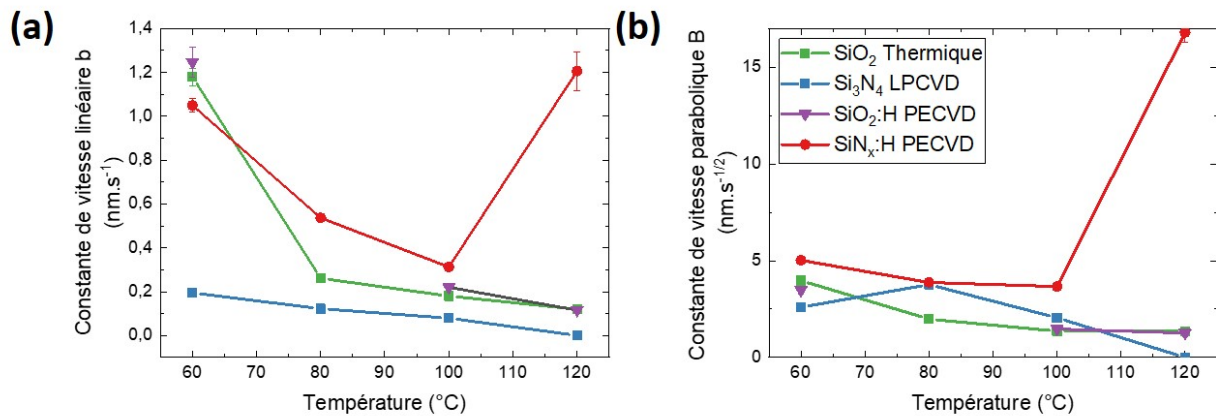 (a)
Constante de vitesse linéaire b
(nm.s⁻¹)
1,4
1,2
1,0
0,8
0,6
0,4
0,2
0,0
60
70
80
90
100
110
120
Température (°C)
(b)
Constante de vitesse parabolique B
(nm.s⁻¹/²)
15
10
5
0
SiO₂ Thermique
Si₃N₄ LPCVD
SiO₂:H PECVD
SiNₓ:H PECVD
60
70
80
90
100
110
120
Température (°C)